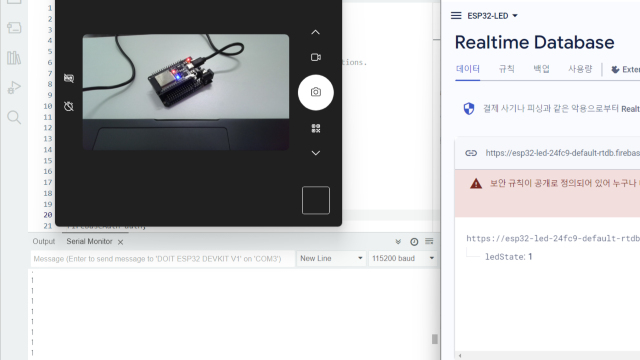 1
2
3
4
5
6
7
8
9
10
11
12
13
14
15
16
17
18
19
20
21
Output
Serial Monitor
Message (Enter to send message to 'DOIT ESP32 DEVKIT V1' on 'COM3')
New Line
115200 baud
1
1
1
1
1
1
1
ESP32-LED
Realtime Database
데이터
규칙
백업
사용량
Exter
결제 사기나 피싱과 같은 악용으로부터 Realt
https://esp32-led-24fc9-default-rtdb.firebas
보안 규칙이 공개로 정의되어 있어 누구나
https://esp32-led-24fc9-default-rtdb
ledState: 1